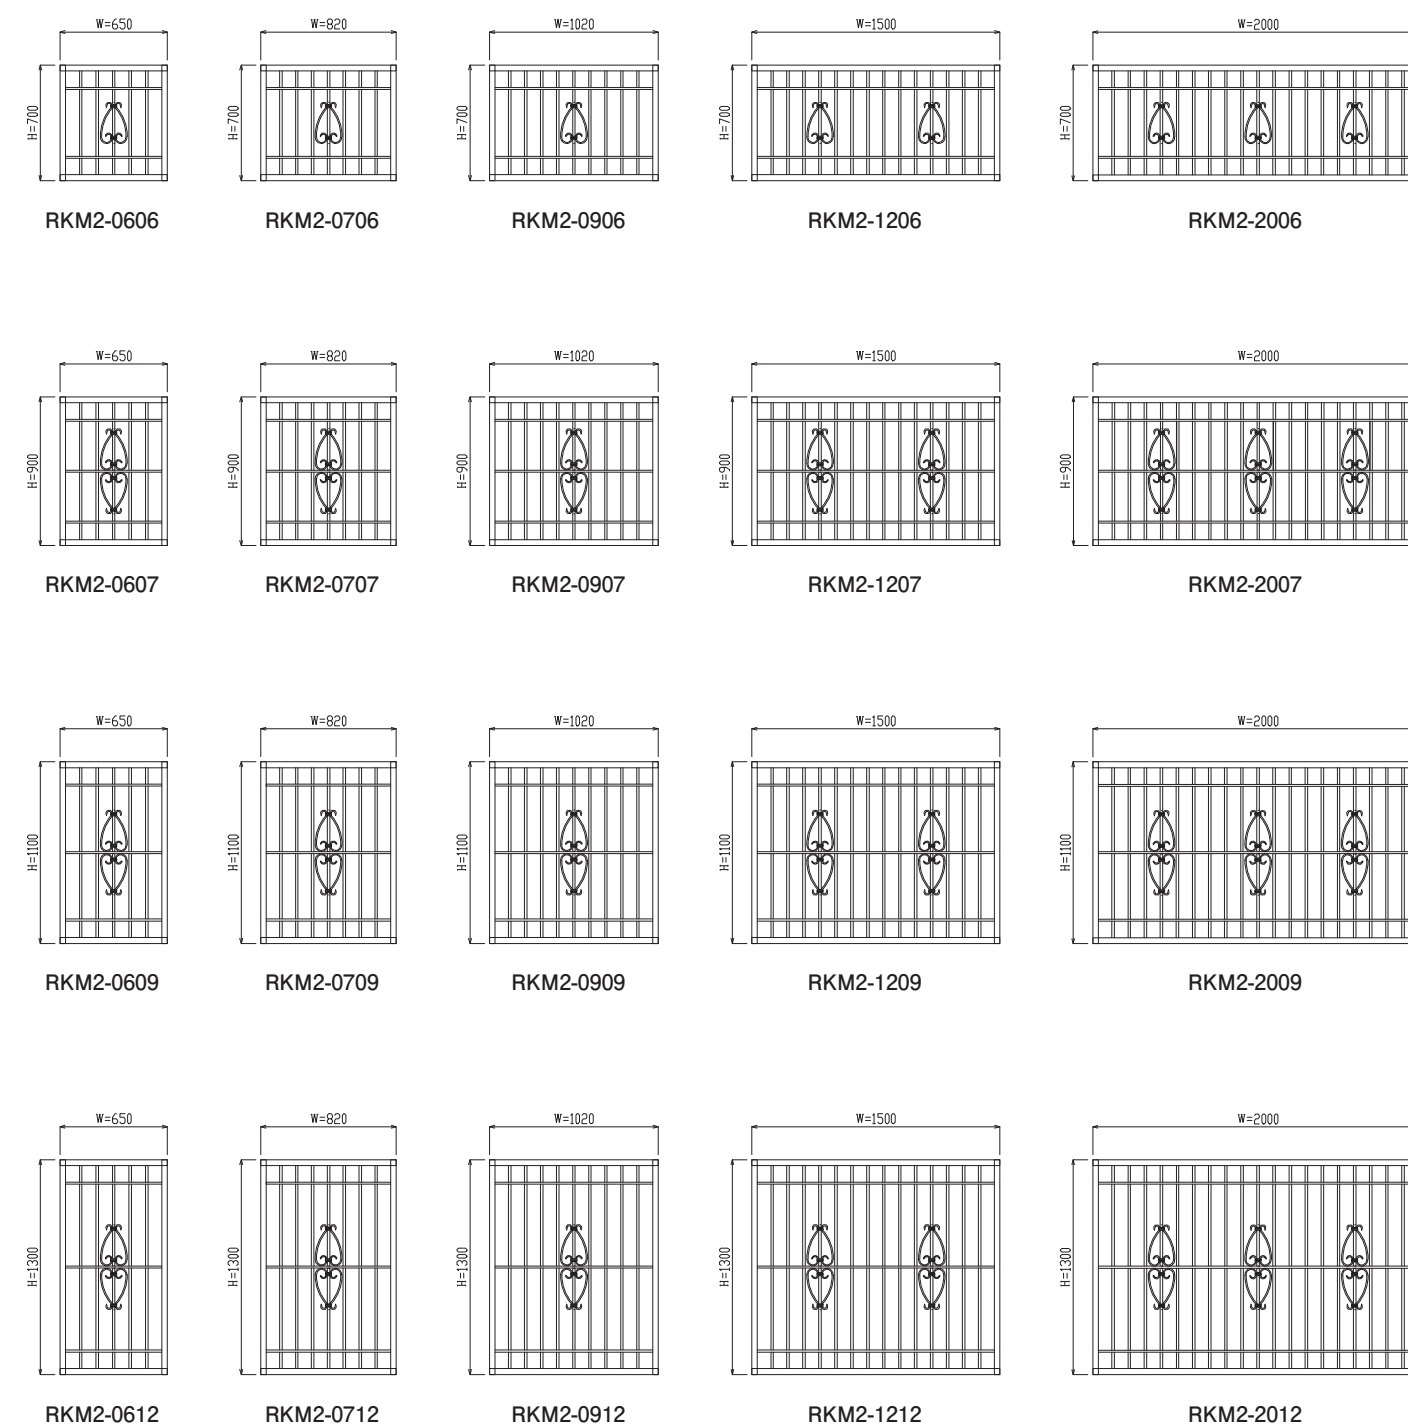 W=650 W=820 W=1020 W=1500 W=2000
H=700 H=700 H=700 H=700 H=700
RKM2-0606 RKM2-0706 RKM2-0906 RKM2-1206 RKM2-2006
W=650 W=820 W=1020 W=1500 W=2000
H=900 H=900 H=900 H=900 H=900
RKM2-0607 RKM2-0707 RKM2-0907 RKM2-1207 RKM2-2007
W=650 W=820 W=1020 W=1500 W=2000
H=1100 H=1100 H=1100 H=1100 H=1100
RKM2-0609 RKM2-0709 RKM2-0909 RKM2-1209 RKM2-2009
W=650 W=820 W=1020 W=1500 W=2000
H=1300 H=1300 H=1300 H=1300 H=1300
RKM2-0612 RKM2-0712 RKM2-0912 RKM2-1212 RKM2-2012